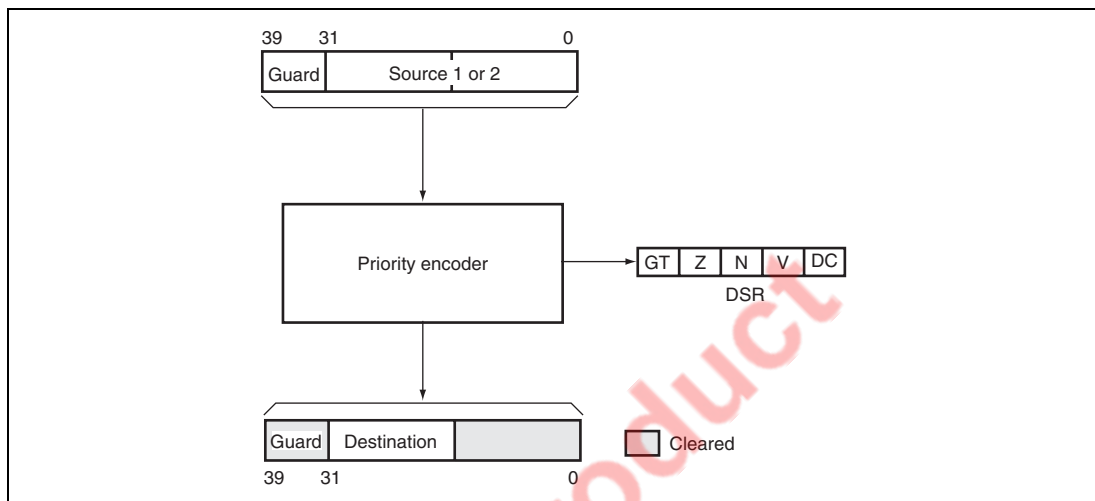 39 31 0
Guard Source 1 or 2
Priority encoder
GT Z N V DC
DSR
Guard Destination
Cleared
39 31 0
oduct